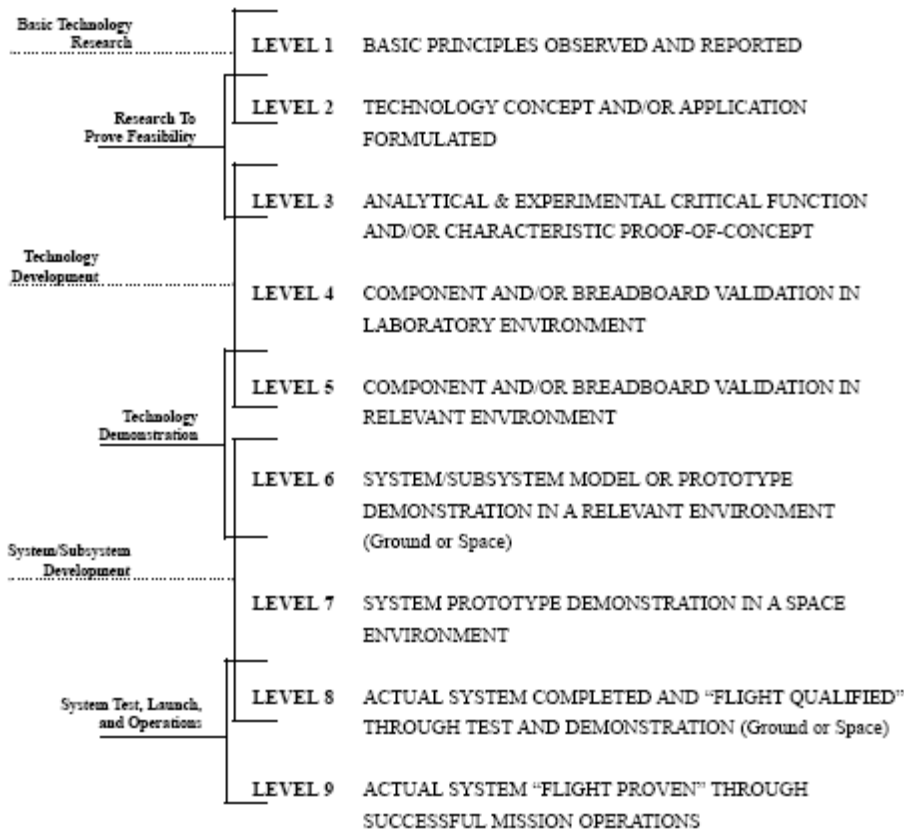 Basic Technology
Research
LEVEL 1 BASIC PRINCIPLES OBSERVED AND REPORTED
Research To
Prove Feasibility
LEVEL 2 TECHNOLOGY CONCEPT AND/OR APPLICATION
FORMULATED
LEVEL 3 ANALYTICAL & EXPERIMENTAL CRITICAL FUNCTION
AND/OR CHARACTERISTIC PROOF-OF-CONCEPT
Technology
Development
LEVEL 4 COMPONENT AND/OR BREADBOARD VALIDATION IN
LABORATORY ENVIRONMENT
LEVEL 5 COMPONENT AND/OR BREADBOARD VALIDATION IN
RELEVANT ENVIRONMENT
Technology
Demonstration
LEVEL 6 SYSTEM/SUBSYSTEM MODEL OR PROTOTYPE
DEMONSTRATION IN A RELEVANT ENVIRONMENT
(Ground or Space)
System/Subsystem
Development
LEVEL 7 SYSTEM PROTOTYPE DEMONSTRATION IN A SPACE
ENVIRONMENT
System Test, Launch,
and Operations
LEVEL 8 ACTUAL SYSTEM COMPLETED AND “FLIGHT QUALIFIED”
THROUGH TEST AND DEMONSTRATION (Ground or Space)
LEVEL 9 ACTUAL SYSTEM “FLIGHT PROVEN” THROUGH
SUCCESSFUL MISSION OPERATIONS